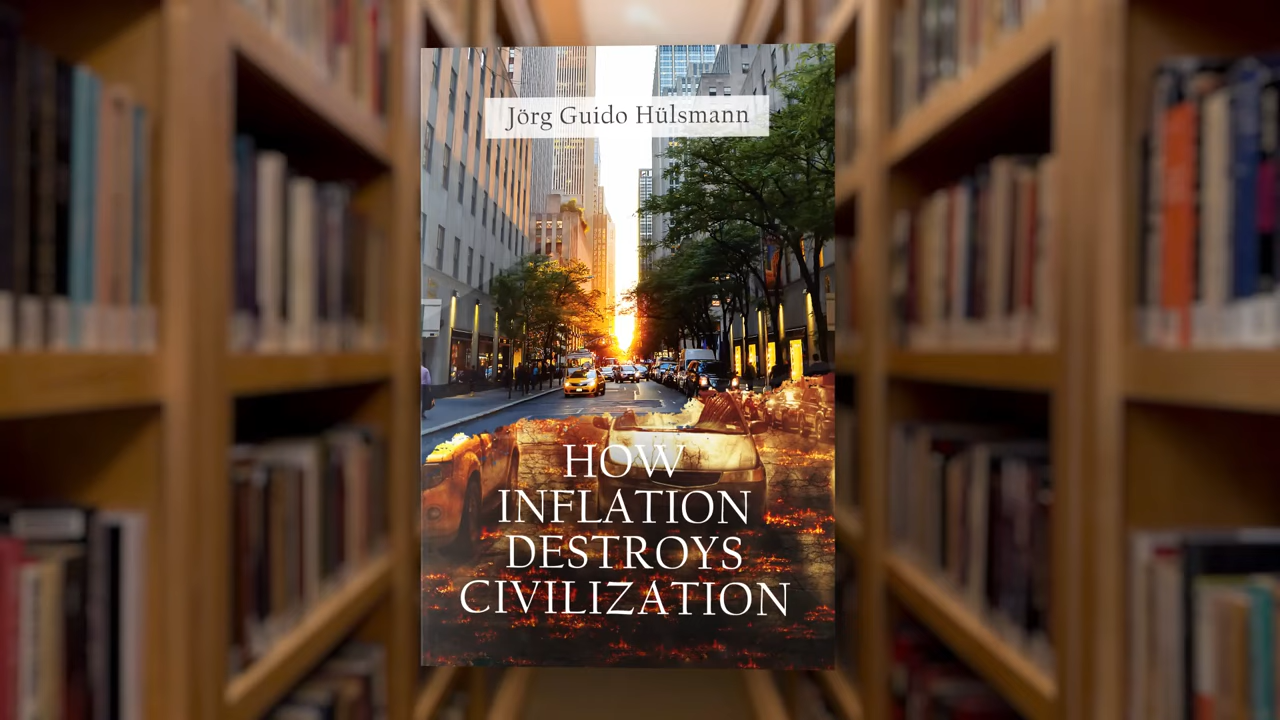 Jörg Guido Hülsmann
HOW
INFLATION
DESTROYS
CIVILIZATION